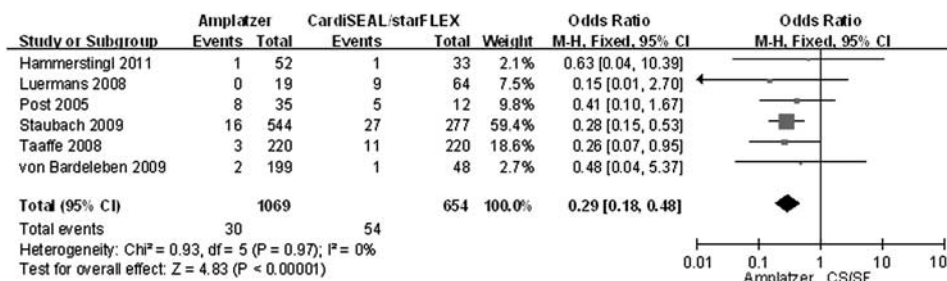 Amplatzer CardiSEAL/starFLEX Odds Ratio Odds Ratio
Study or Subgroup Events Total Events Total Weight M-H, Fixed, 95% CI M-H, Fixed, 95% CI
Hammerstingl 2011 1 52 1 33 2.1% 0.63 [0.04, 10.39]
Luermans 2008 0 19 9 64 7.5% 0.15 [0.01, 2.70]
Post 2005 8 35 5 12 9.8% 0.41 [0.10, 1.67]
Staubach 2009 16 544 27 277 59.4% 0.28 [0.15, 0.53]
Taaffe 2008 3 220 11 220 18.6% 0.26 [0.07, 0.95]
von Bardeleben 2009 2 199 1 48 2.7% 0.48 [0.04, 5.37]
Total (95% CI) 1069 654 100.0% 0.29 [0.18, 0.48]
Total events 30 54
Heterogeneity: Chi² = 0.93, df = 5 (P = 0.97); I² = 0%
Test for overall effect: Z = 4.83 (P < 0.00001)
0.01 0.1 1 10 10
Amplatzer CS/SF